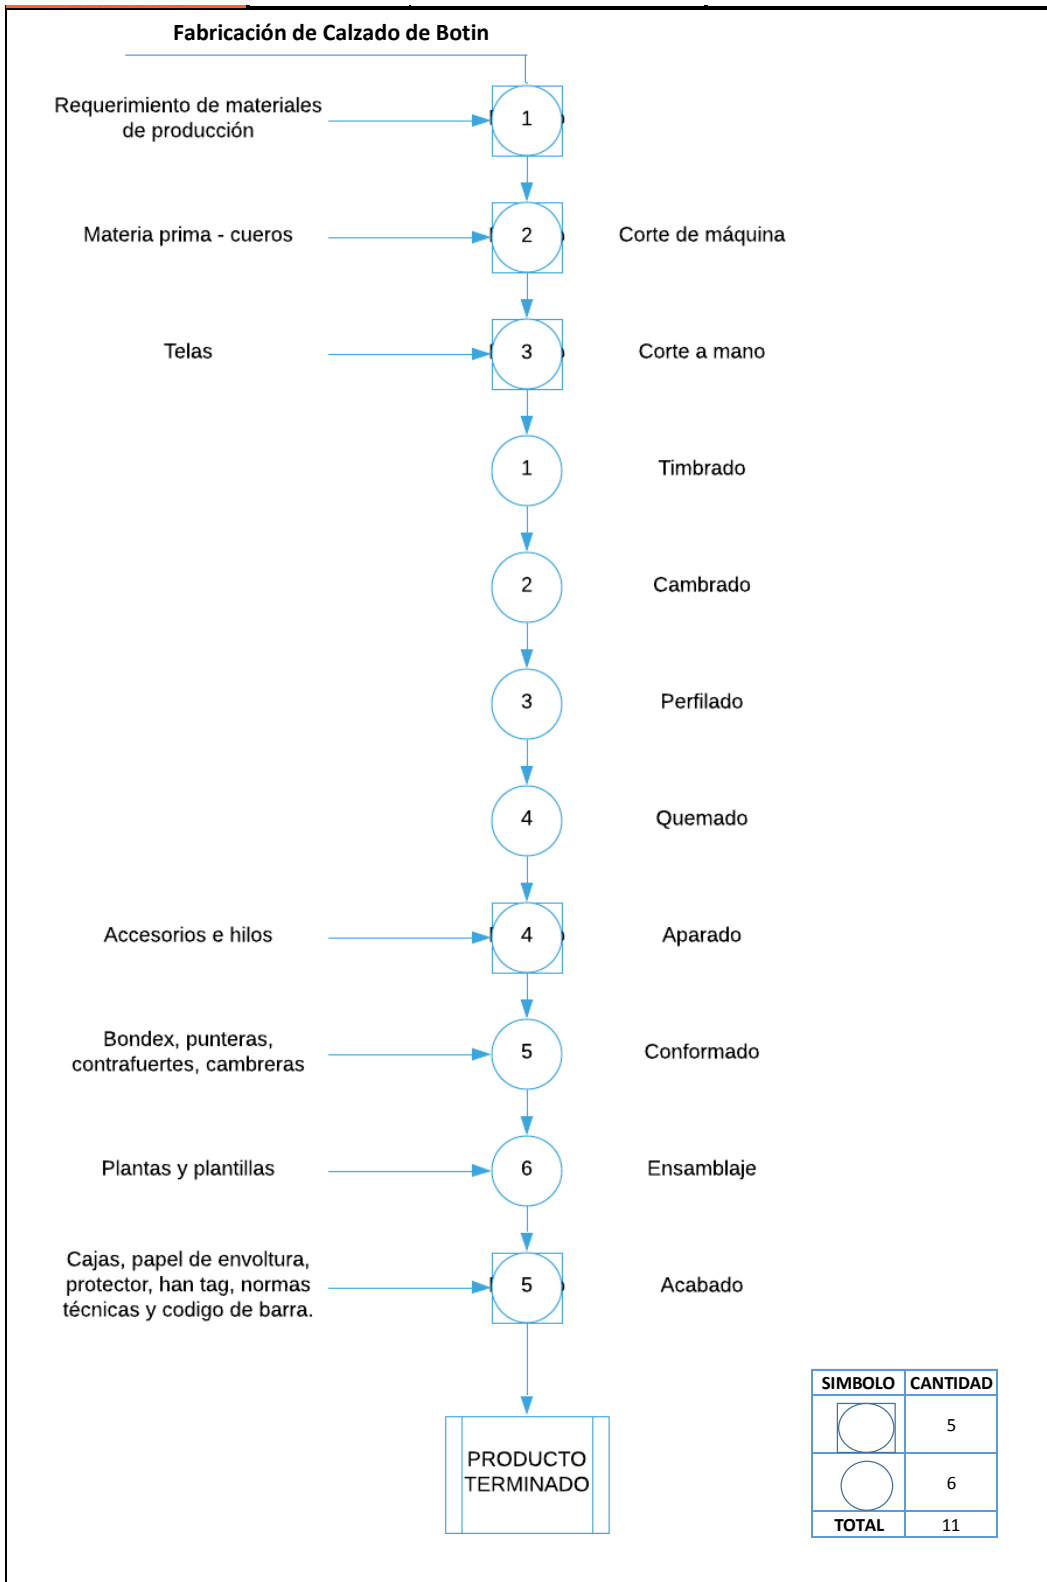 Fabricación de Calzado de Botin
Requerimiento de materiales
de producción
1
Materia prima - cueros
2
Corte de máquina
Telas
3
Corte a mano
1
Timbrado
2
Cambrado
3
Perfilado
4
Quemado
Accesorios e hilos
4
Aparado
Bondex, punteras,
contrafuertes, cambreras
5
Conformado
Plantas y plantillas
6
Ensamblaje
Cajas, papel de envoltura,
protector, han tag, normas
técnicas y codigo de barra.
5
Acabado
PRODUCTO
TERMINADO
SIMBOLO CANTIDAD
5
6
TOTAL 11